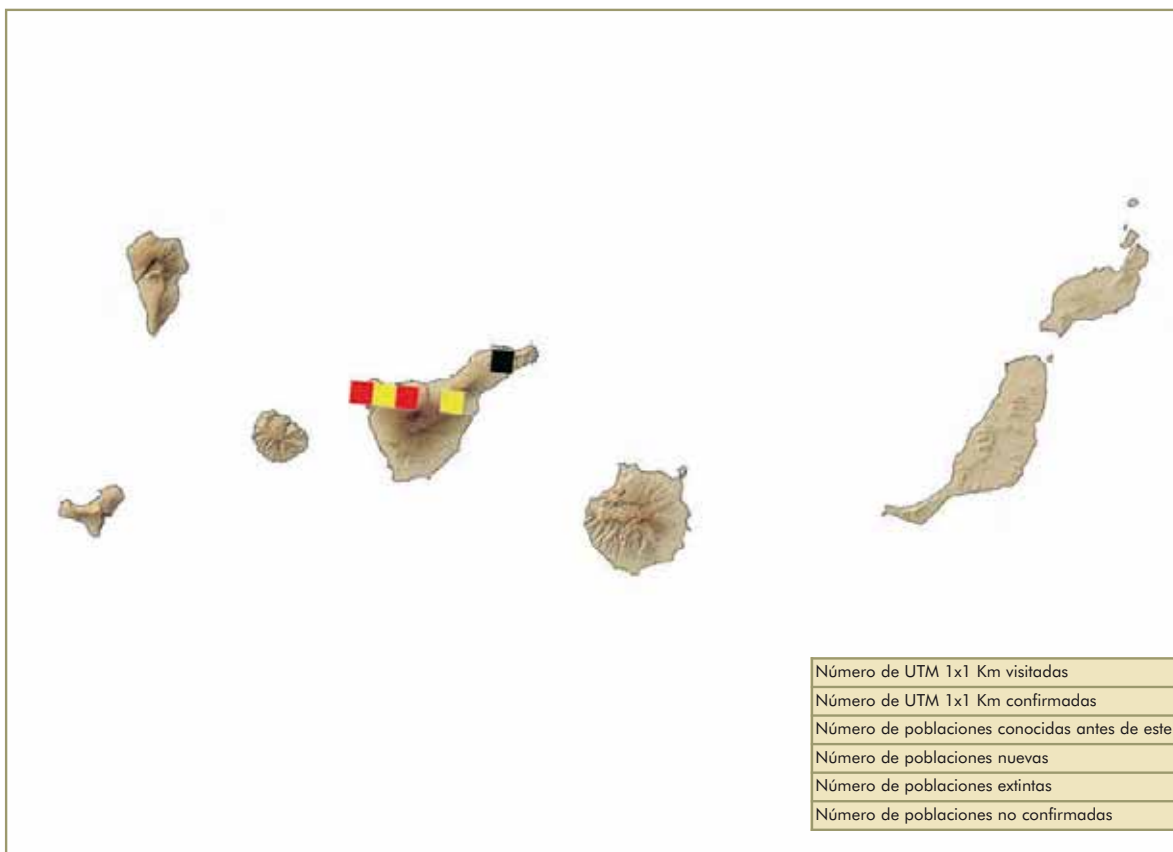 Número de UTM 1x1 Km visitadas
Número de UTM 1x1 Km confirmadas
Número de poblaciones conocidas antes de este
Número de poblaciones nuevas
Número de poblaciones extintas
Número de poblaciones no confirmadas